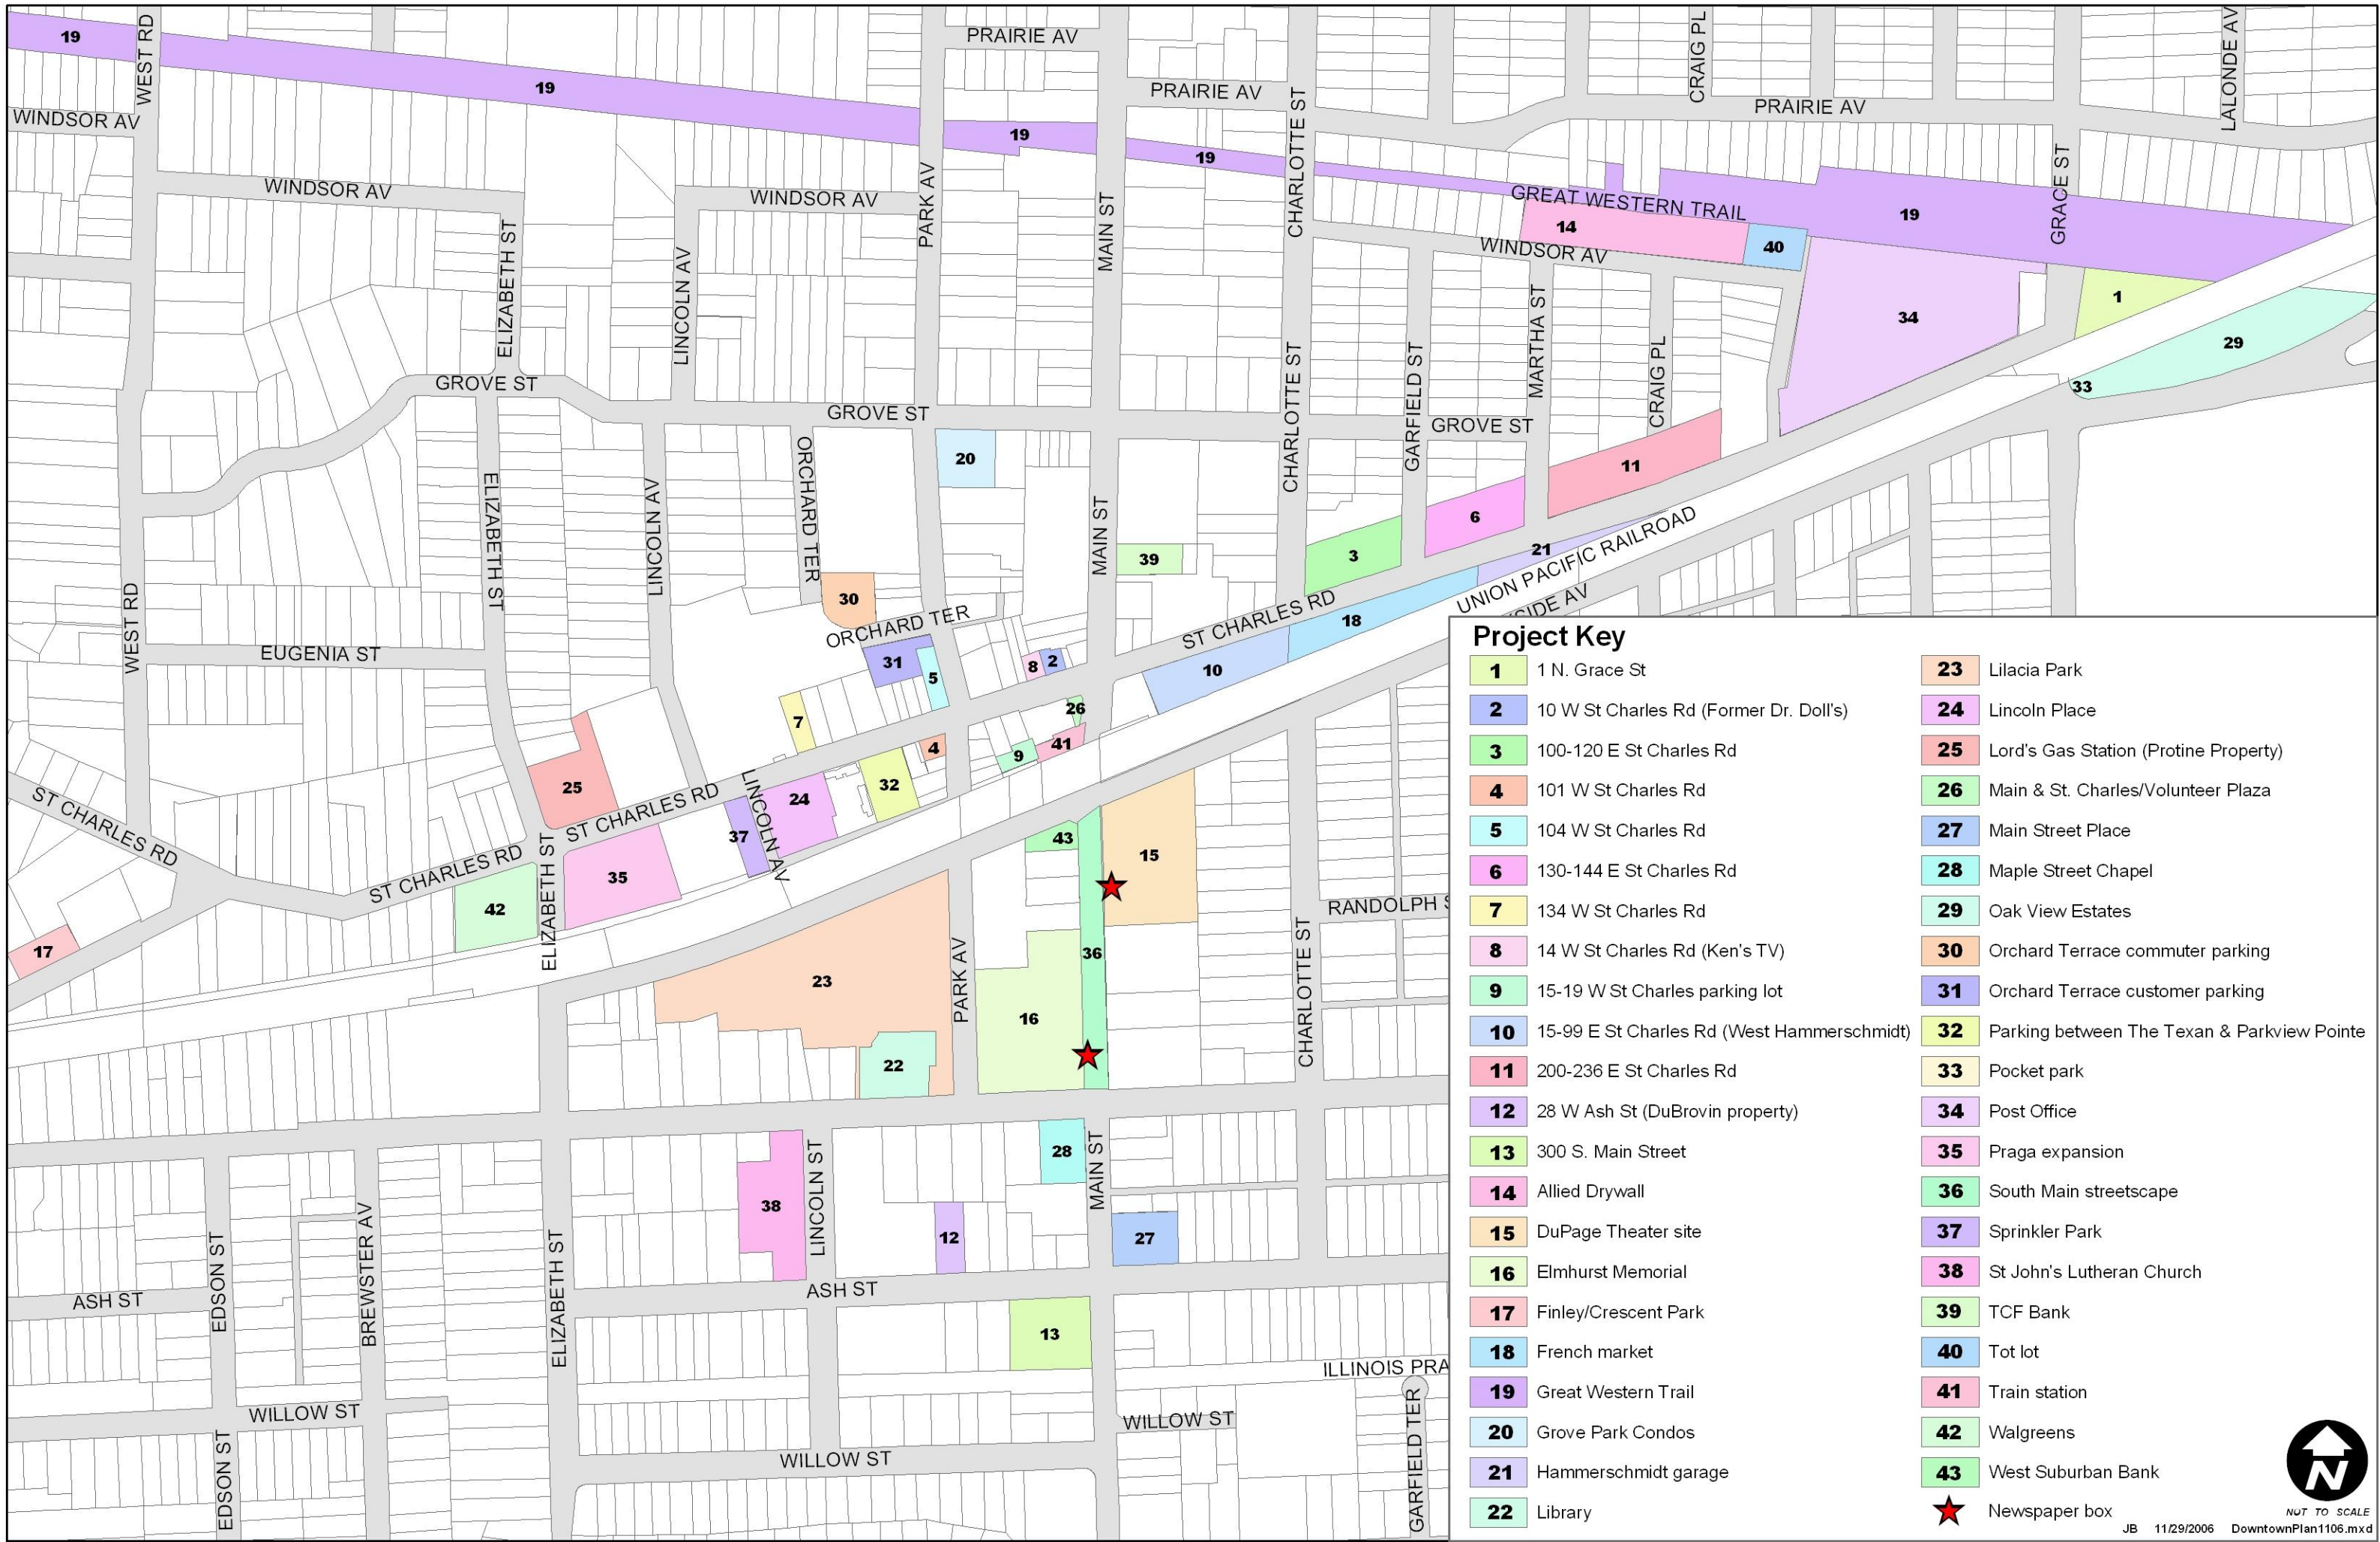 PRAIRIE AV
CRAIG PL
LALONDE AV
WEST RD
19
19
PRAIRIE AV
PRAIRIE AV
WINDSOR AV
19
19
CHARLOTTE ST
GRACE ST
WINDSOR AV
WINDSOR AV
PARK AV
MAIN ST
GREAT WESTERN TRAIL
19
14
40
WINDSOR AV
ELIZABETH ST
LINCOLN AV
MARTHA ST
34
1
29
33
GROVE ST
GROVE ST
CHARLOTTE ST
GARFIELD ST
CRAIG PL
GROVE ST
ORCHARD TER
20
11
ELIZABETH ST
LINCOLN AV
MAIN ST
6
39
3
21
UNION PACIFIC RAILROAD
SIDE AV
WEST RD
30
ORCHARD TER
ST CHARLES RD
18
EUGENIA ST
31
5
8
2
10
7
26
4
9
41
25
32
ST CHARLES RD
LINCOLN AV
24
37
43
15
ST CHARLES RD
ST CHARLES RD
ELIZABETH ST
35
42
RANDOLPH S
17
23
PARK AV
36
CHARLOTTE ST
16
22
28
MAIN ST
38
LINCOLN ST
12
27
EDSON ST
BREWSTER AV
ELIZABETH ST
ASH ST
ASH ST
13
ILLINOIS PRA
WILLOW ST
WILLOW ST
WILLOW ST
GARFIELD TER
EDSON ST
Project Key
1 1 N. Grace St
2 10 W St Charles Rd (Former Dr. Doll's)
3 100-120 E St Charles Rd
4 101 W St Charles Rd
5 104 W St Charles Rd
6 130-144 E St Charles Rd
7 134 W St Charles Rd
8 14 W St Charles Rd (Ken's TV)
9 15-19 W St Charles parking lot
10 15-99 E St Charles Rd (West Hammerschmidt)
11 200-236 E St Charles Rd
12 28 W Ash St (DuBrovin property)
13 300 S. Main Street
14 Allied Drywall
15 DuPage Theater site
16 Elmhurst Memorial
17 Finley/Crescent Park
18 French market
19 Great Western Trail
20 Grove Park Condos
21 Hammerschmidt garage
22 Library
23 Lilacia Park
24 Lincoln Place
25 Lord's Gas Station (Protine Property)
26 Main & St. Charles/Volunteer Plaza
27 Main Street Place
28 Maple Street Chapel
29 Oak View Estates
30 Orchard Terrace commuter parking
31 Orchard Terrace customer parking
32 Parking between The Texan & Parkview Pointe
33 Pocket park
34 Post Office
35 Praga expansion
36 South Main streetscape
37 Sprinkler Park
38 St John's Lutheran Church
39 TCF Bank
40 Tot lot
41 Train station
42 Walgreens
43 West Suburban Bank
Newspaper box
N
NOT TO SCALE
JB 11/29/2006 DowntownPlan1106.mxd